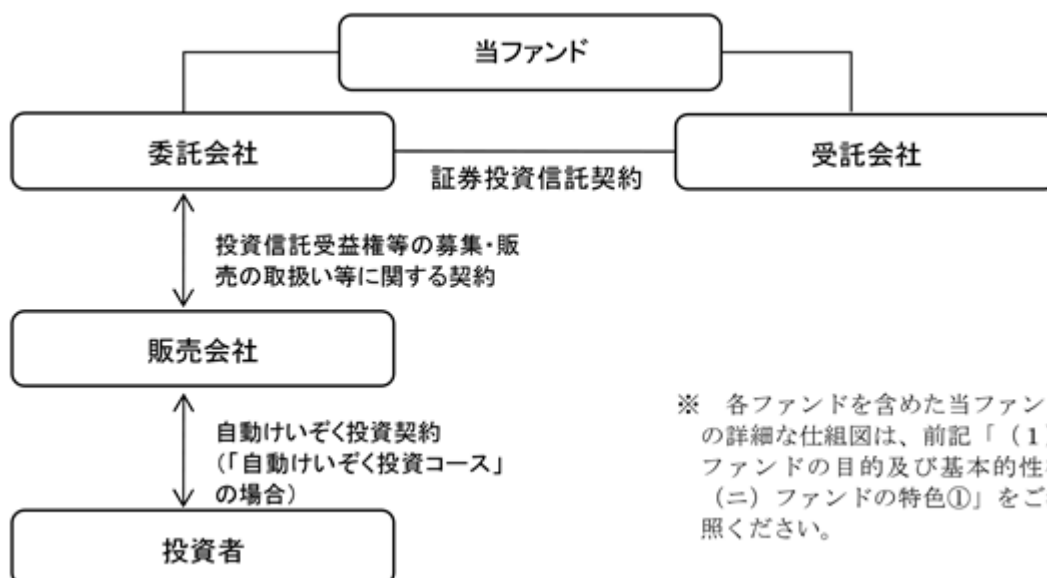 当ファンド
委託会社
受託会社
証券投資信託契約
投資信託受益権等の募集・販
売の取扱い等に関する契約
販売会社
自動けいぞく投資契約
(「自動けいぞく投資コース」
の場合)
投資者
※ 各ファンドを含めた当ファン
の詳細な仕組図は、前記「(1)
ファンドの目的及び基本的性
(ニ)ファンドの特色①」をご
照ください。